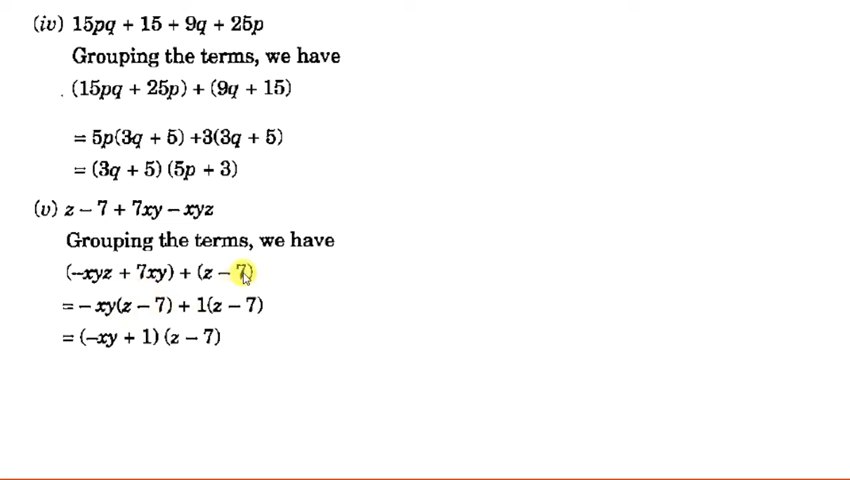 (iv) 15pq + 15 + 9q + 25p
Grouping the terms, we have
(15pq + 25p) + (9q + 15)
= 5p(3q + 5) +3(3q + 5)
= (3q + 5) (5p + 3)
(v) z – 7 + 7xy – xyz
Grouping the terms, we have
(–xyz + 7xy) + (z – 7)
= – xy(z – 7) + 1(z – 7)
= (–xy + 1) (z – 7)